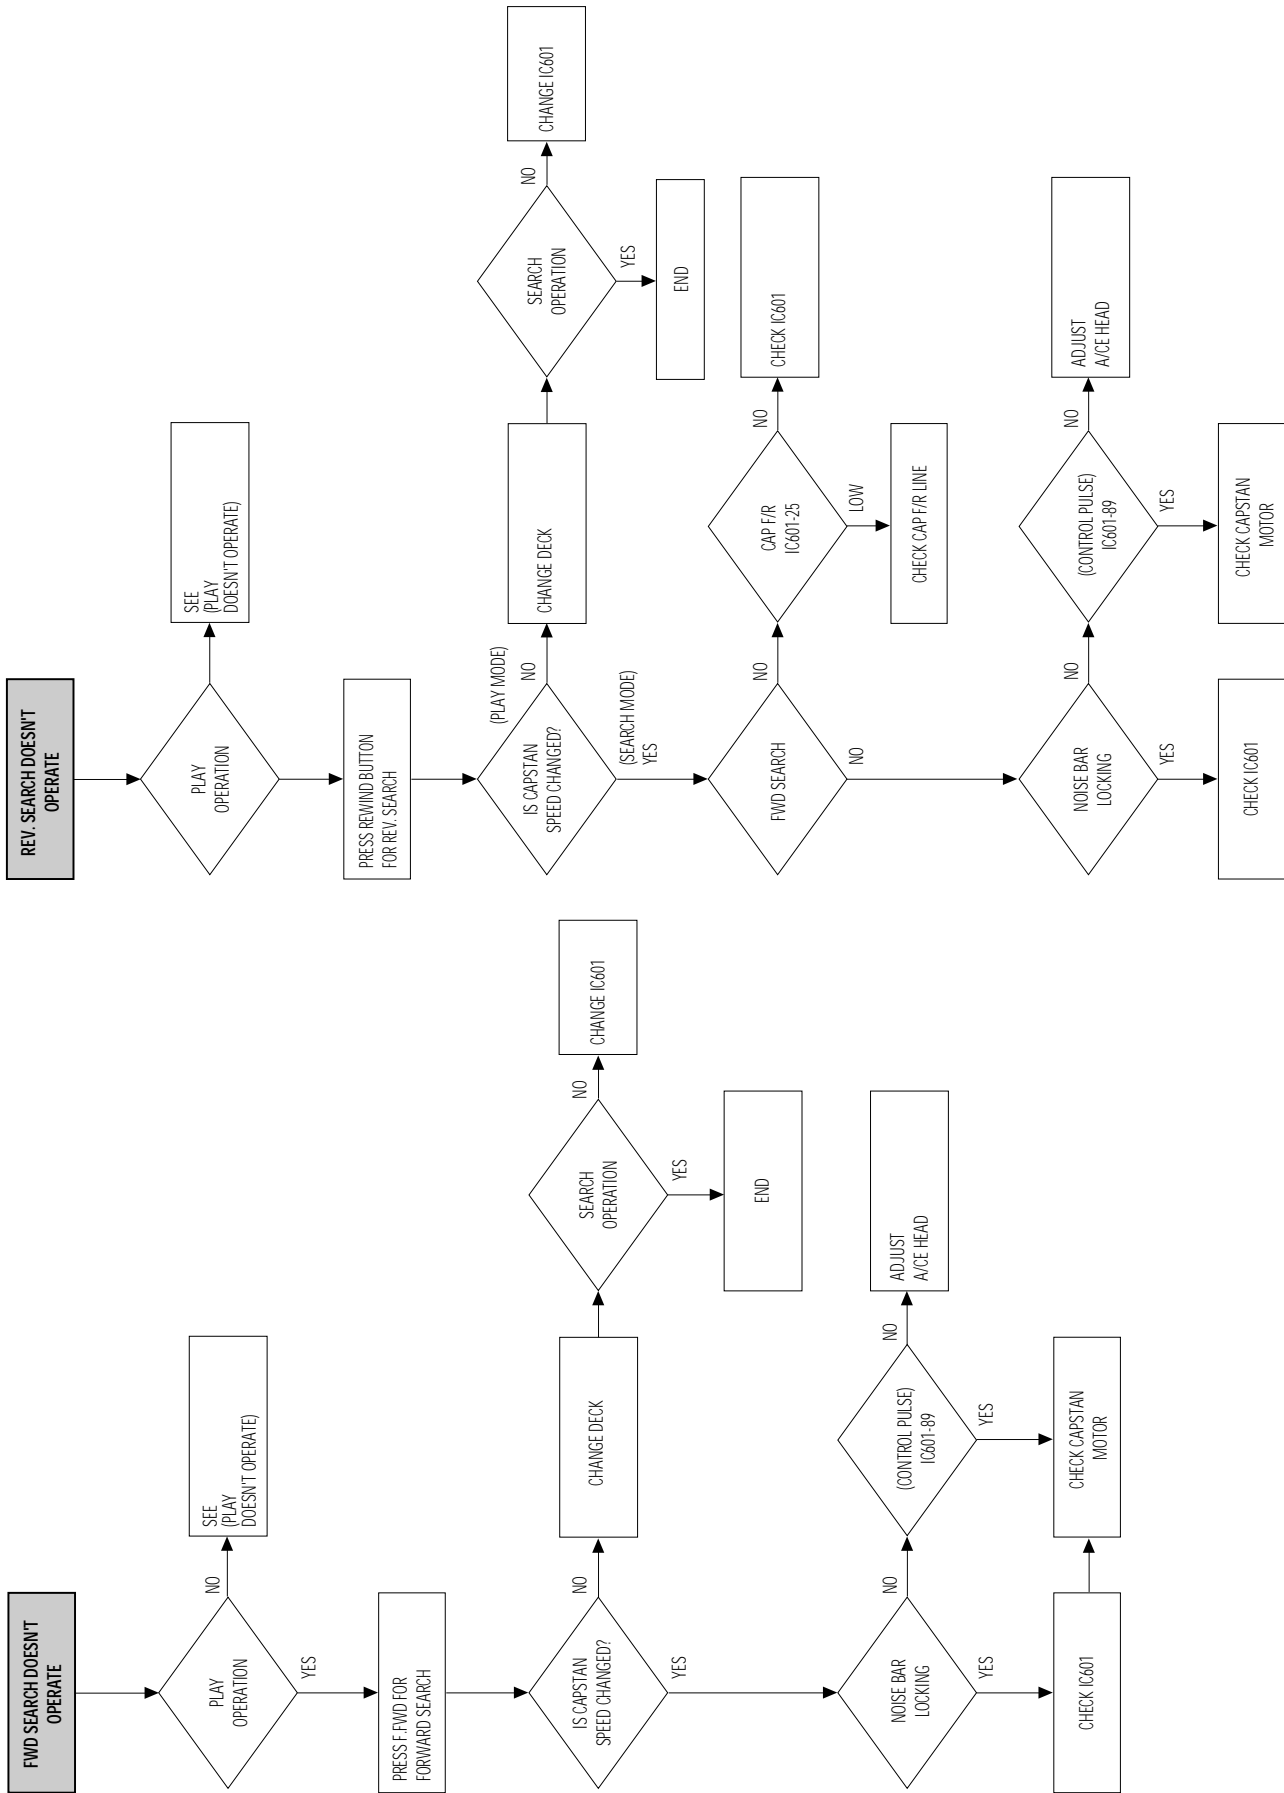 FWD SEARCH DOESN'T
OPERATE
PLAY
OPERATION
NO
SEE
(PLAY
DOESN'T OPERATE)
YES
PRESS F.FWD FOR
FORWARD SEARCH
IS CAPSTAN
SPEED CHANGED?
NO
CHANGE DECK
SEARCH
OPERATION
NO
CHANGE IC601
YES
END
YES
NOISE BAR
LOCKING
NO
(CONTROL PULSE)
IC601-89
NO
ADJUST
A/CE HEAD
YES
CHECK CAPSTAN
MOTOR
YES
CHECK IC601
REV. SEARCH DOESN'T
OPERATE
PLAY
OPERATION
SEE
(PLAY
DOESN'T OPERATE)
PRESS REWIND BUTTON
FOR REV. SEARCH
IS CAPSTAN
SPEED CHANGED?
(PLAY MODE)
NO
CHANGE DECK
SEARCH
OPERATION
NO
CHANGE IC601
YES
END
(SEARCH MODE)
YES
FWD SEARCH
NO
CAP F/R
IC601-25
NO
CHECK IC601
LOW
CHECK CAP F/R LINE
NO
NOISE BAR
LOCKING
NO
(CONTROL PULSE)
IC601-89
NO
ADJUST
A/CE HEAD
YES
CHECK CAPSTAN
MOTOR
YES
CHECK IC601